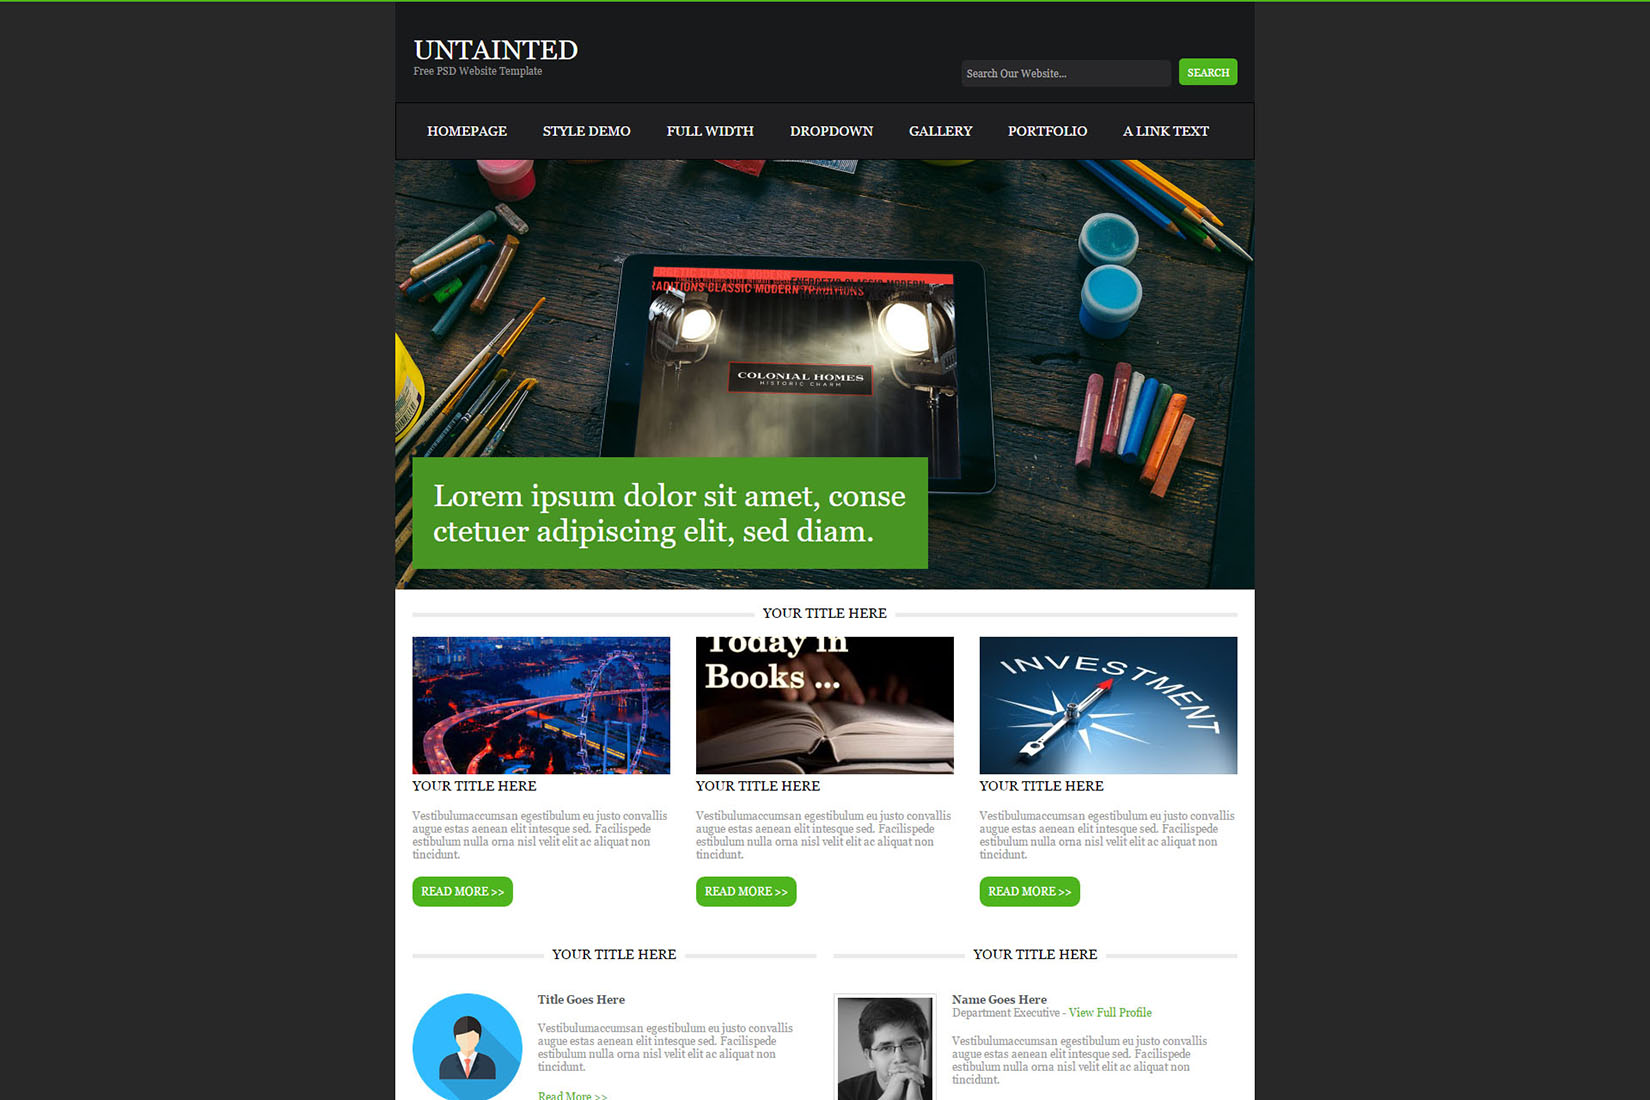 UNTAINTED
Free PSD Website Template
Search Our Website...
SEARCH
HOMEPAGE
STYLE DEMO
FULL WIDTH
DROPDOWN
GALLERY
PORTFOLIO
A LINK TEXT
COLONIAL HOMES
HISTORIC CHARM
Lorem ipsum dolor sit amet, conse
ctetuer adipiscing elit, sed diam.
YOUR TITLE HERE
Today in
Books ...
INVESTMENT
YOUR TITLE HERE
Vestibulumaccumsan egestibulum eu justo convallis
augue estas aenean elit intesque sed. Facilispede
estibulum nulla orna nisl velit elit ac aliquat non
tincidunt.
READ MORE >>
YOUR TITLE HERE
Vestibulumaccumsan egestibulum eu justo convallis
augue estas aenean elit intesque sed. Facilispede
estibulum nulla orna nisl velit elit ac aliquat non
tincidunt.
READ MORE >>
YOUR TITLE HERE
Vestibulumaccumsan egestibulum eu justo convallis
augue estas aenean elit intesque sed. Facilispede
estibulum nulla orna nisl velit elit ac aliquat non
tincidunt.
READ MORE >>
YOUR TITLE HERE
Title Goes Here
Vestibulumaccumsan egestibulum eu justo convallis
augue estas aenean elit intesque sed. Facilispede
estibulum nulla orna nisl velit elit ac aliquat non
tincidunt.
Read More >>
YOUR TITLE HERE
Name Goes Here
Department Executive - View Full Profile
Vestibulumaccumsan egestibulum eu justo convallis
augue estas aenean elit intesque sed. Facilispede
estibulum nulla orna nisl velit elit ac aliquat non
tincidunt.